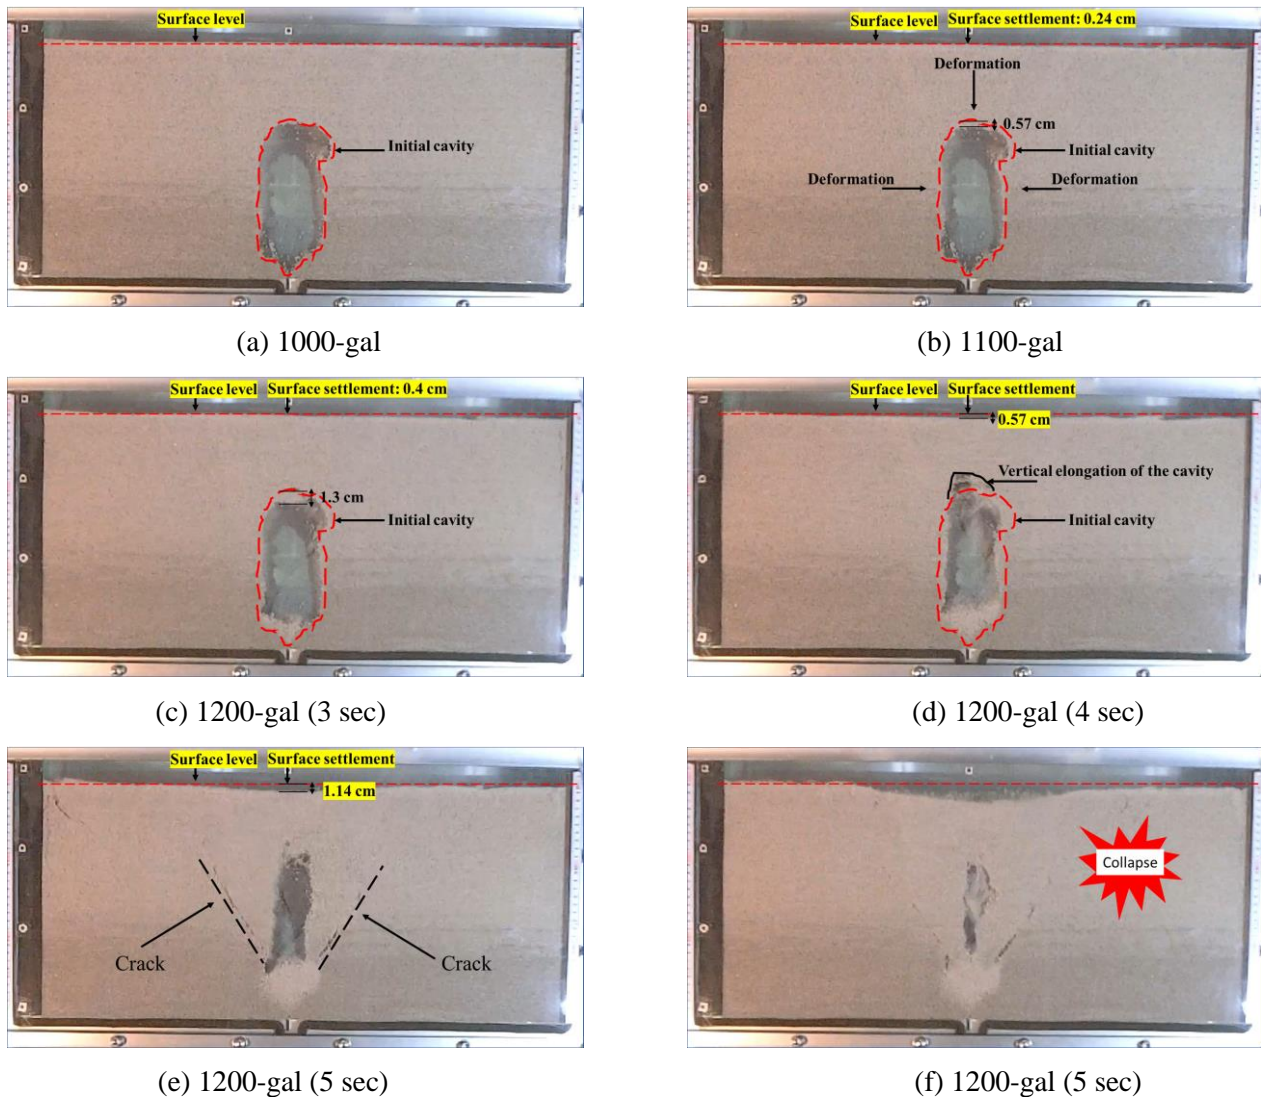 Surface level
Initial cavity
(a) 1000-gal
Surface level
Surface settlement: 0.24 cm
Deformation
0.57 cm
Initial cavity
Deformation
Deformation
(b) 1100-gal
Surface level
Surface settlement: 0.4 cm
1.3 cm
Initial cavity
(c) 1200-gal (3 sec)
Surface level
Surface settlement
0.57 cm
Vertical elongation of the cavity
Initial cavity
(d) 1200-gal (4 sec)
Surface level
Surface settlement
1.14 cm
Crack
Crack
(e) 1200-gal (5 sec)
Collapse
(f) 1200-gal (5 sec)